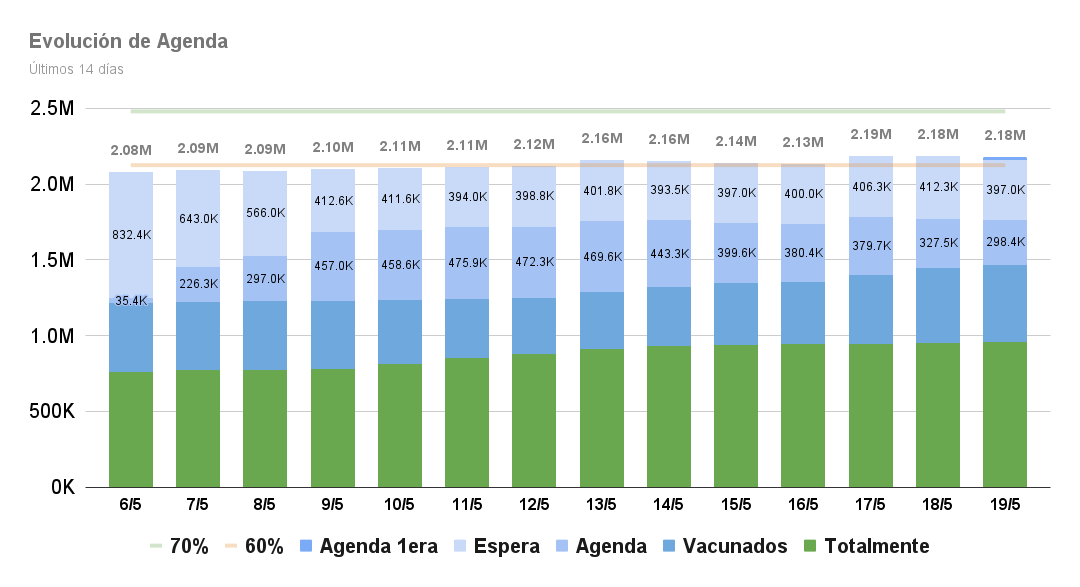 Evolución de Agenda
Últimos 14 días
2.5M
2.08M 2.09M 2.09M 2.10M 2.11M 2.11M 2.12M 2.16M 2.16M 2.14M 2.13M 2.19M 2.18M 2.18M
2.0M
832.4K 643.0K 566.0K 412.6K 411.6K 394.0K 398.8K 401.8K 393.5K 397.0K 400.0K 406.3K 412.3K 397.0K
1.5M
35.4K 226.3K 297.0K 457.0K 458.6K 475.9K 472.3K 469.6K 443.3K 399.6K 380.4K 379.7K 327.5K 298.4K
1.0M
500K
0K
6/5 7/5 8/5 9/5 10/5 11/5 12/5 13/5 14/5 15/5 16/5 17/5 18/5 19/5
70% 60% Agenda 1era Espera Agenda Vacunados Totalmente